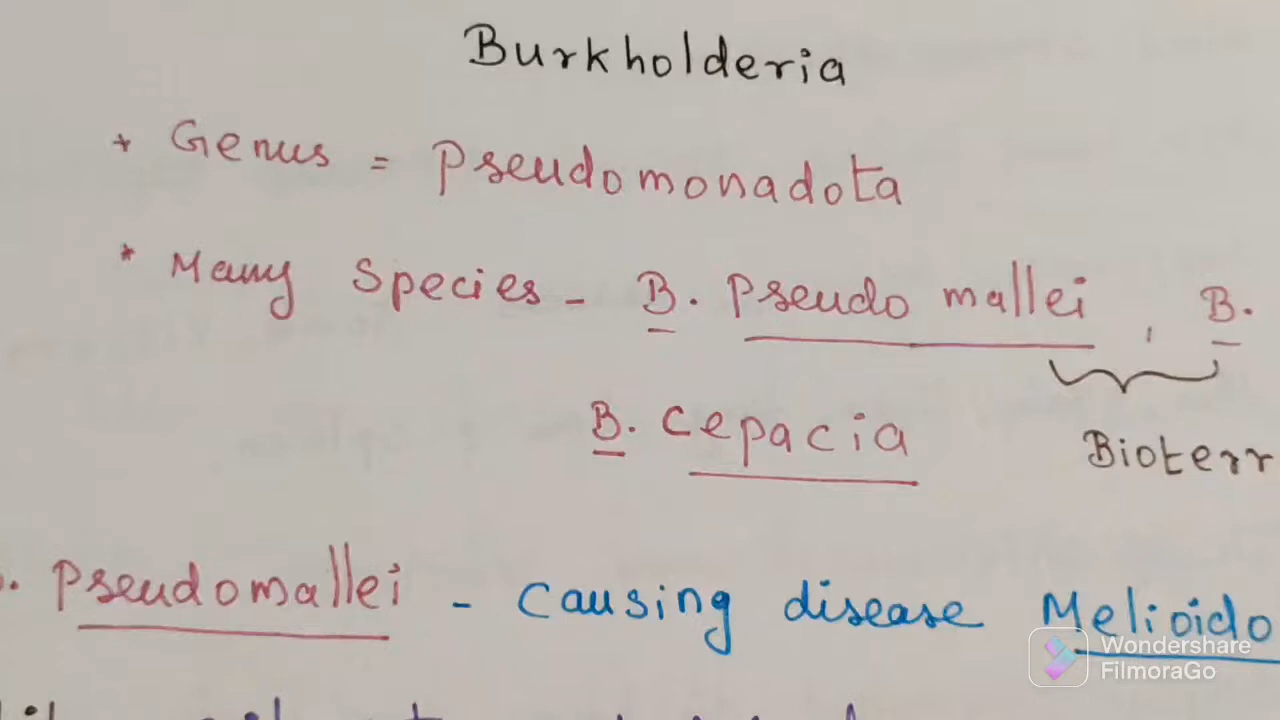 Burkholderia
* Genus = Pseudomonadota
* Many Species - B. Pseudo mallei, B.
B. cepacia
Bioterr
. Pseudomallei - causing disease Melioido
Wondershare
FilmoraGo